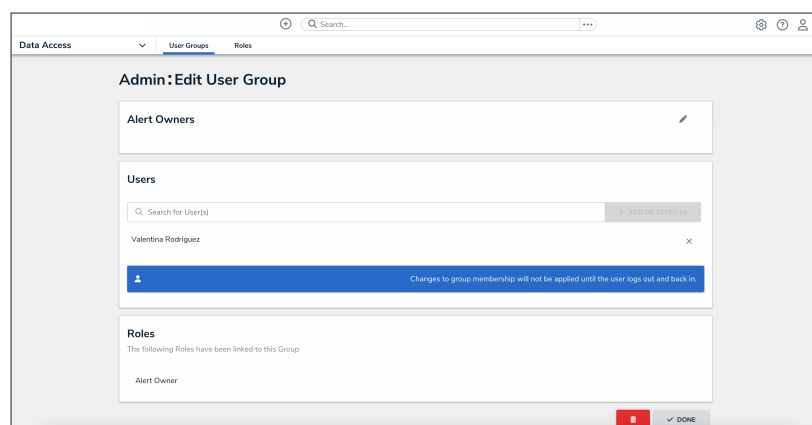 Search...
Data Access User Groups Roles
Admin:Edit User Group
Alert Owners
Users
Search for User(s) + ADD SELECTED (0)
Valentina Rodriguez
Changes to group membership will not be applied until the user logs out and back in.
Roles
The following Roles have been linked to this Group
Alert Owner
DONE